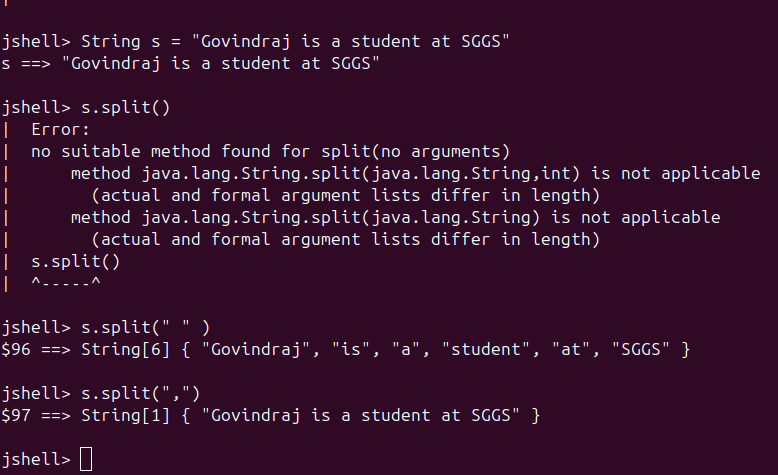 jshell> String s = "Govindraj is a student at SGGS"
s ==> "Govindraj is a student at SGGS"
jshell> s.split()
|  Error:
|  no suitable method found for split(no arguments)
|      method java.lang.String.split(java.lang.String,int) is not applicable
|        (actual and formal argument lists differ in length)
|      method java.lang.String.split(java.lang.String) is not applicable
|        (actual and formal argument lists differ in length)
|  s.split()
|  ^-----^
jshell> s.split(" " )
$96 ==> String[6] { "Govindraj", "is", "a", "student", "at", "SGGS" }
jshell> s.split(",")
$97 ==> String[1] { "Govindraj is a student at SGGS" }
jshell>